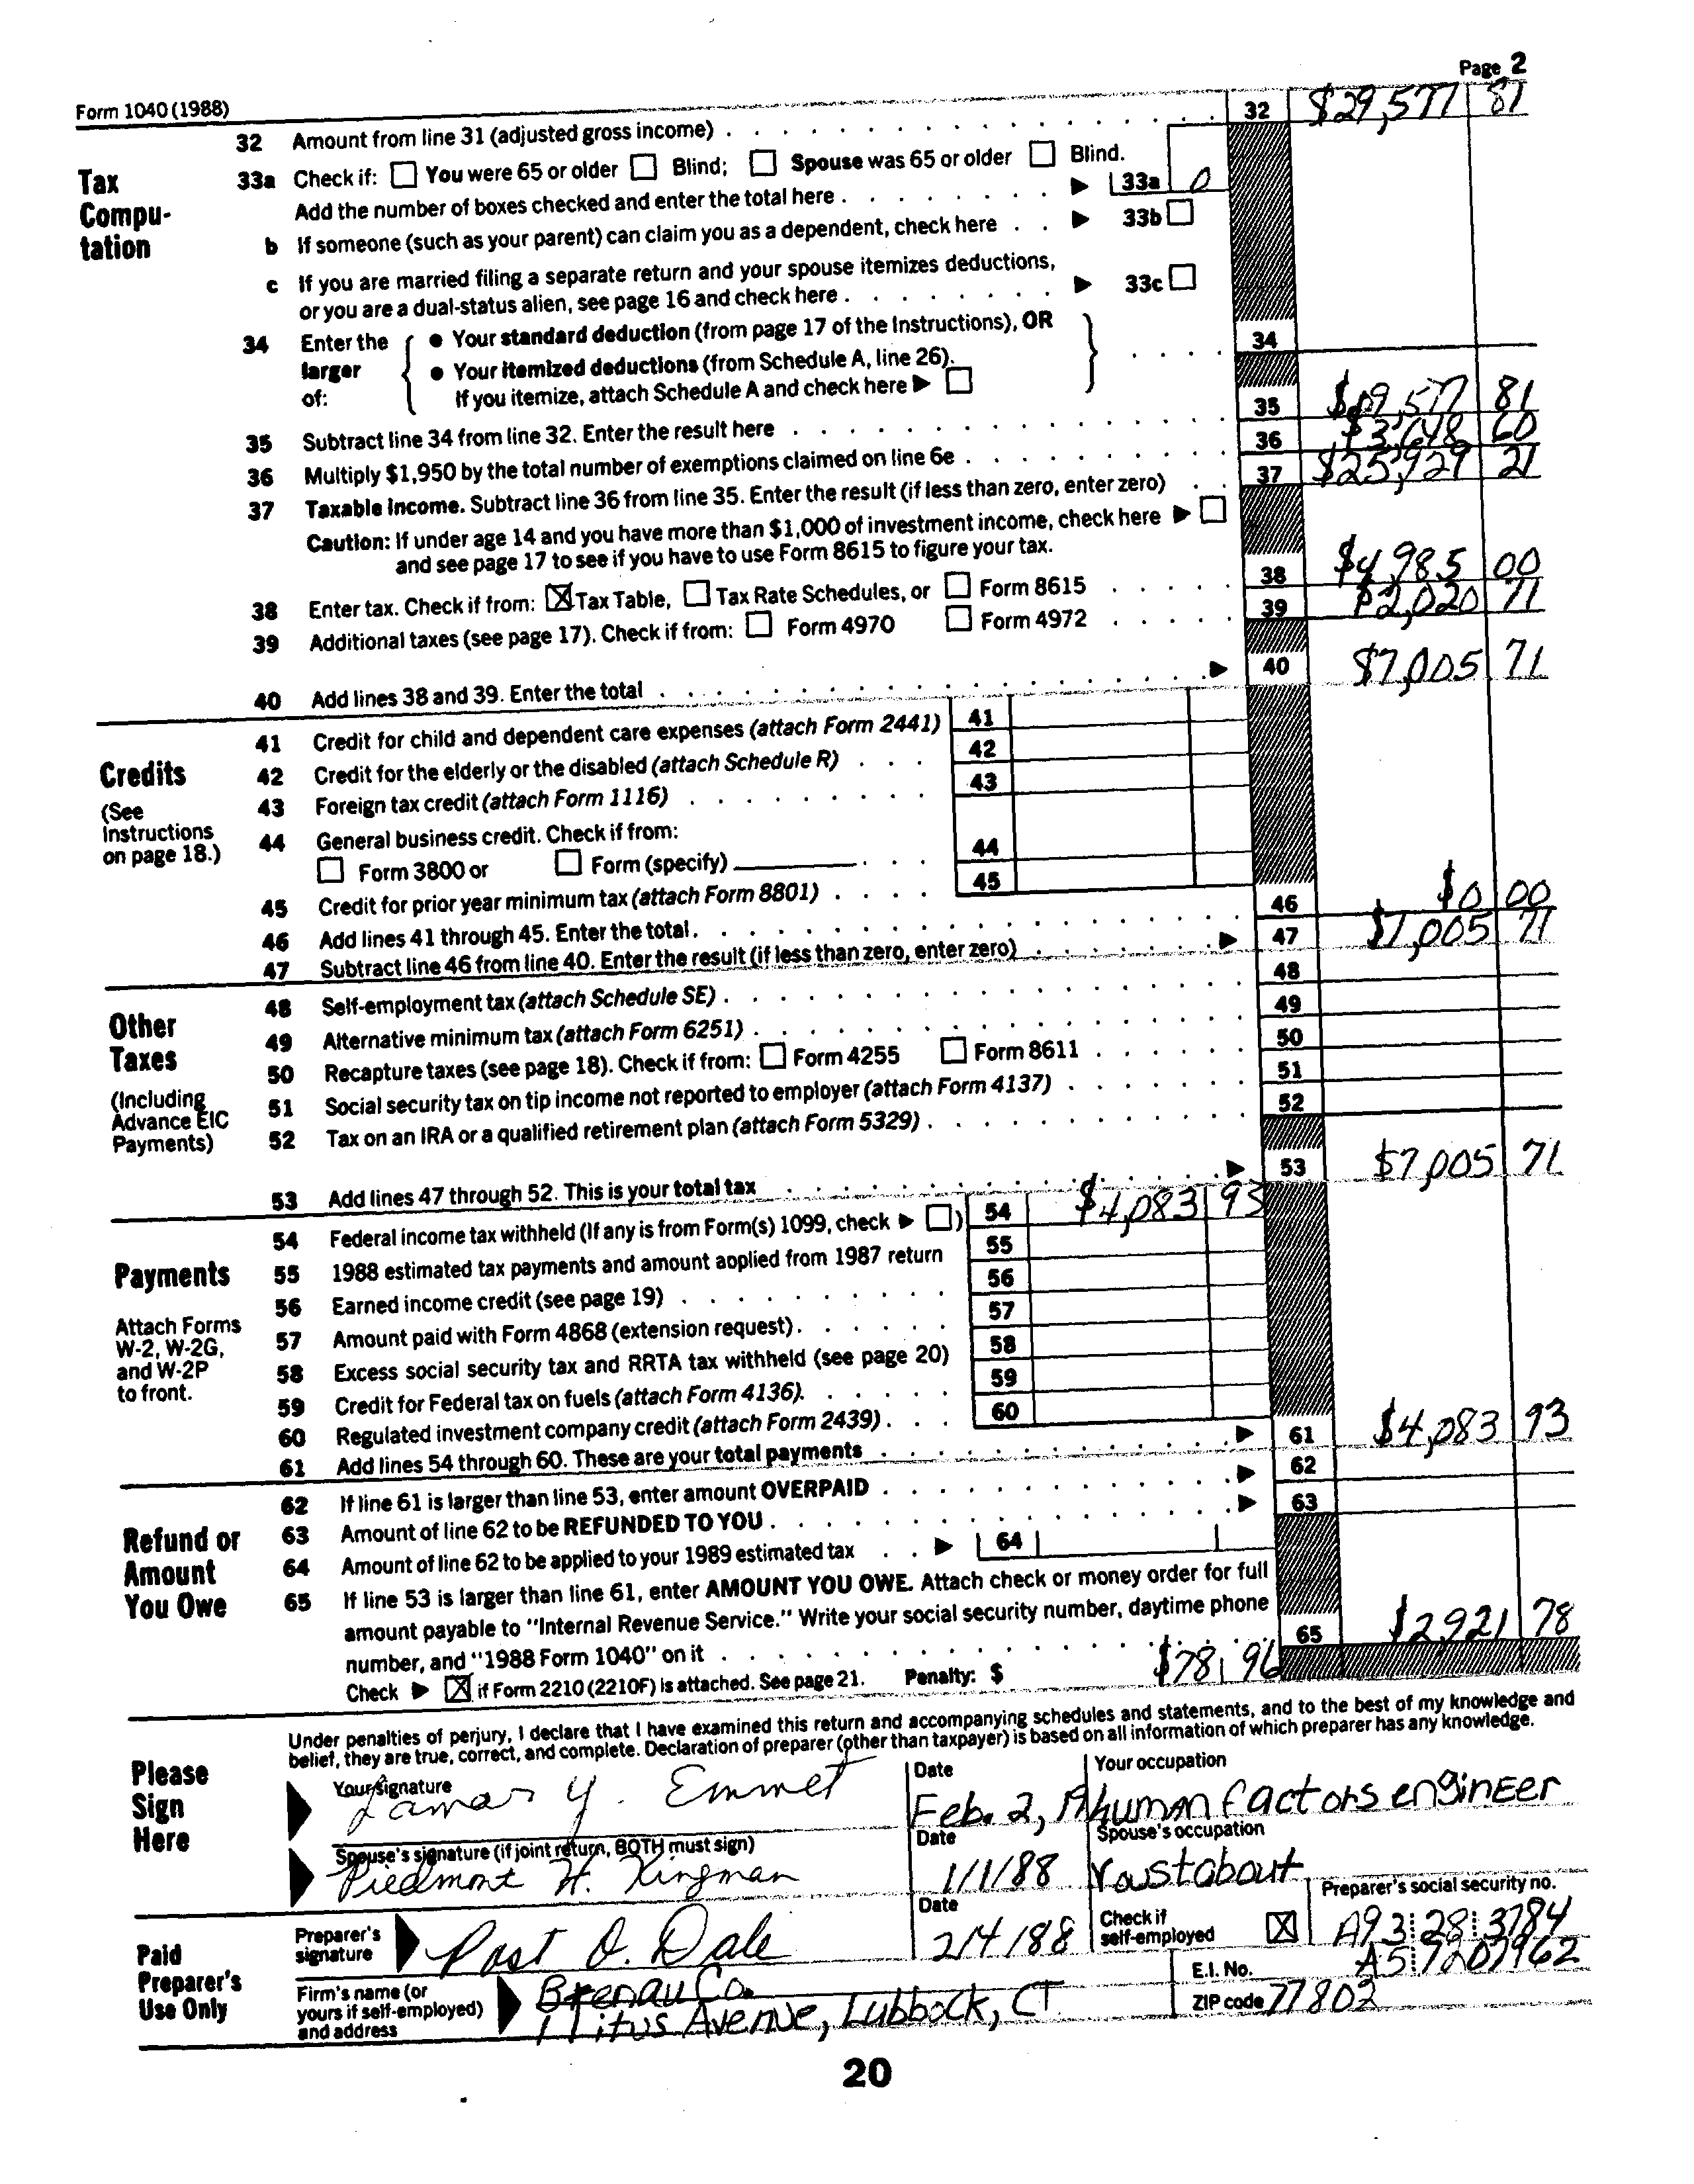 Page 2
Form 1040 (1988)
32 Amount from line 31 (adjusted gross income) . . . 32 $29,577 81
Tax Compu- tation
33a Check if: ☐ You were 65 or older ☐ Blind; ☐ Spouse was 65 or older ☐ Blind.
Add the number of boxes checked and enter the total here . . . ▶ 33a 0
b If someone (such as your parent) can claim you as a dependent, check here . . ▶ 33b ☐
c If you are married filing a separate return and your spouse itemizes deductions,
or you are a dual-status alien, see page 16 and check here . . . ▶ 33c ☐
34 Enter the larger of:
● Your standard deduction (from page 17 of the Instructions), OR
● Your itemized deductions (from Schedule A, line 26).
If you itemize, attach Schedule A and check here ▶ ☐
34
35 Subtract line 34 from line 32. Enter the result here . . . 35 81
36 Multiply $1,950 by the total number of exemptions claimed on line 6e . . . 36 $3,648 60
37 Taxable income. Subtract line 36 from line 35. Enter the result (if less than zero, enter zero) . . 37 $25,929 21
Caution: If under age 14 and you have more than $1,000 of investment income, check here ▶ ☐
and see page 17 to see if you have to use Form 8615 to figure your tax.
38 Enter tax. Check if from: ☒ Tax Table, ☐ Tax Rate Schedules, or ☐ Form 8615 . . . 38 $4,985 00
39 Additional taxes (see page 17). Check if from: ☐ Form 4970 ☐ Form 4972 . . . 39 $2,020 71
40 Add lines 38 and 39. Enter the total . . . ▶ 40 $7,005 71
Credits
(See Instructions on page 18.)
41 Credit for child and dependent care expenses (attach Form 2441) 41
42 Credit for the elderly or the disabled (attach Schedule R) . . . 42
43 Foreign tax credit (attach Form 1116) . . . 43
44 General business credit. Check if from:
☐ Form 3800 or ☐ Form (specify) . . . 44
45 Credit for prior year minimum tax (attach Form 8801) . . . 45
46 Add lines 41 through 45. Enter the total . . . 46 $0 00
47 Subtract line 46 from line 40. Enter the result (if less than zero, enter zero) . . . ▶ 47 $7,005 71
Other Taxes
(Including Advance EIC Payments)
48 Self-employment tax (attach Schedule SE) . . . 48
49 Alternative minimum tax (attach Form 6251) . . . 49
50 Recapture taxes (see page 18). Check if from: ☐ Form 4255 ☐ Form 8611 . . . 50
51 Social security tax on tip income not reported to employer (attach Form 4137) . . . 51
52 Tax on an IRA or a qualified retirement plan (attach Form 5329) . . . 52
53 Add lines 47 through 52. This is your total tax . . . ▶ 53 $7,005 71
Payments
Attach Forms W-2, W-2G, and W-2P to front.
54 Federal income tax withheld (If any is from Form(s) 1099, check ▶ ☐) 54 $4,083 93
55 1988 estimated tax payments and amount applied from 1987 return 55
56 Earned income credit (see page 19) . . . 56
57 Amount paid with Form 4868 (extension request) . . . 57
58 Excess social security tax and RRTA tax withheld (see page 20) 58
59 Credit for Federal tax on fuels (attach Form 4136). . . . 59
60 Regulated investment company credit (attach Form 2439) . . . 60
61 Add lines 54 through 60. These are your total payments . . . ▶ 61 $4,083 93
Refund or Amount You Owe
62 If line 61 is larger than line 53, enter amount OVERPAID . . . ▶ 62
63 Amount of line 62 to be REFUNDED TO YOU . . . ▶ 63
64 Amount of line 62 to be applied to your 1989 estimated tax . . ▶ 64
65 If line 53 is larger than line 61, enter AMOUNT YOU OWE. Attach check or money order for full
amount payable to "Internal Revenue Service." Write your social security number, daytime phone
number, and "1988 Form 1040" on it . . . 65 $2,921 78
Check ▶ ☒ if Form 2210 (2210F) is attached. See page 21. Penalty: $ $78 96
Please Sign Here
Under penalties of perjury, I declare that I have examined this return and accompanying schedules and statements, and to the best of my knowledge and
belief, they are true, correct, and complete. Declaration of preparer (other than taxpayer) is based on all information of which preparer has any knowledge.
Your signature Date Your occupation
Lamar Y. Emmet Feb. 2, human factors engineer
Spouse's signature (if joint return, BOTH must sign) Date Spouse's occupation
Piedmont H. Kingman 1/1/88 roustabout
Paid Preparer's Use Only
Preparer's signature Date Check if self-employed ☒ Preparer's social security no.
Post O. Dale 2/4/88 A93 28 3784
Firm's name (or yours if self-employed) and address
Brenau Co. E.I. No. A5 7207962
Titus Avenue, Lubbock, CT ZIP code 77802
20